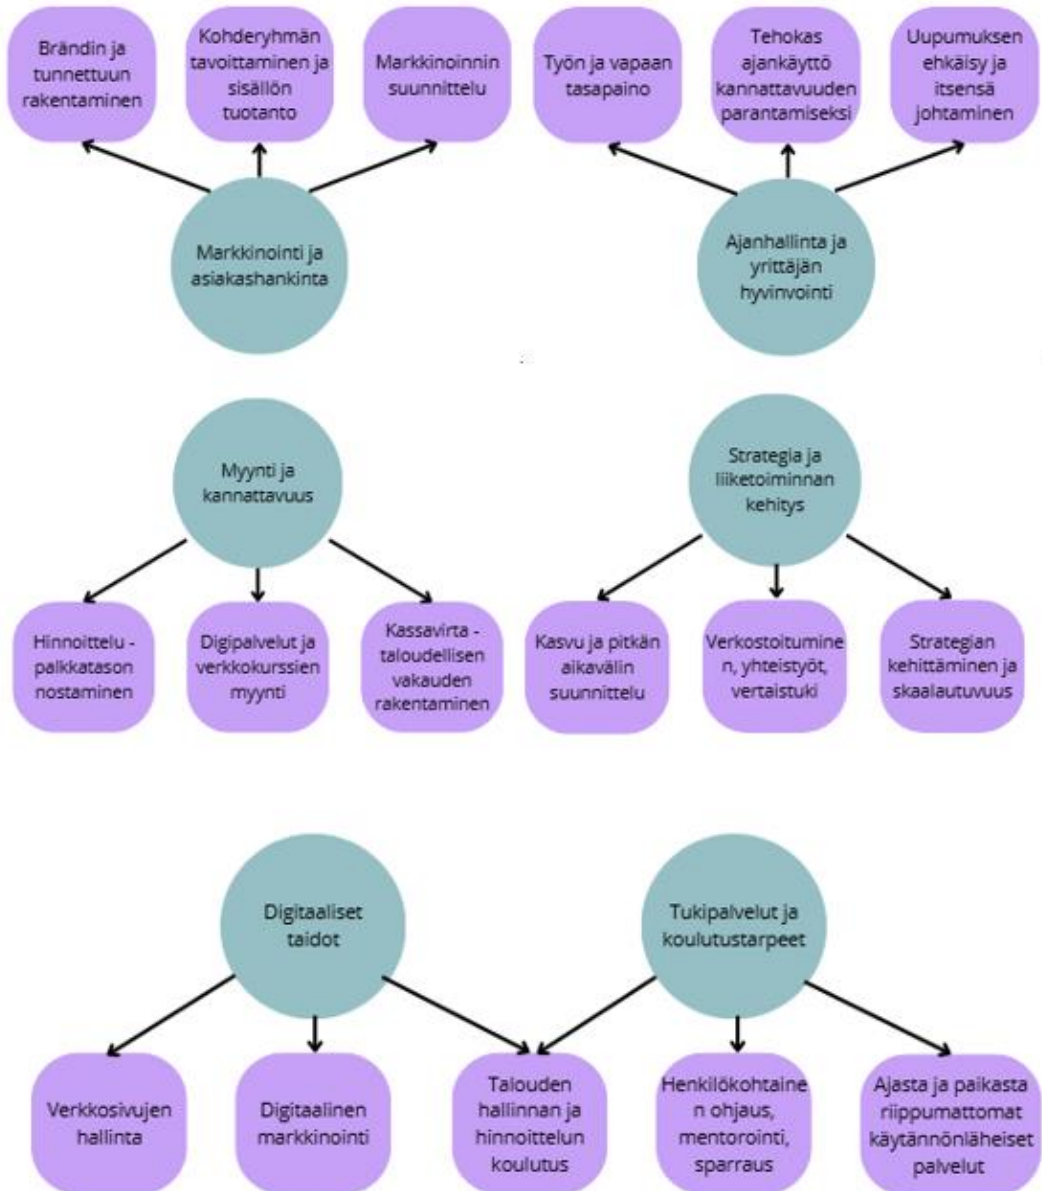 Brändin ja
tunnettuun
rakentaminen
Kohderyhmän
tavoittaminen ja
sisällön
tuotanto
Markkinoinnin
suunnittelu
Työn ja vapaan
tasapaino
Tehokas
ajankäyttö
kannattavuuden
parantamiseksi
Uupumuksen
ehkäisy ja
itsensä
johtaminen
Markkinointi ja
asiakashankinta
Ajanhallinta ja
yrittäjän
hyvinvointi
Myynti ja
kannattavuus
Strategia ja
liiketoiminnan
kehitys
Hinnoittelu -
palkkatason
nostaminen
Digipalvelut ja
verkkokurssien
myynti
Kassavirta -
taloudellisen
vakauden
rakentaminen
Kasvu ja pitkän
aikavälin
suunnittelu
Verkostoitumine
n, yhteistyöt,
vertaistuki
Strategian
kehittäminen ja
skaalautuvuus
Digitaaliset
taidot
Tukipalvelut ja
koulutustarpeet
Verkkosivujen
hallinta
Digitaalinen
markkinointi
Talouden
hallinnan ja
hinnoittelun
koulutus
Henkilökohtaine
n ohjaus,
mentorointi,
sparraus
Ajasta ja paikasta
riippumattomat
käytännönläheiset
palvelut